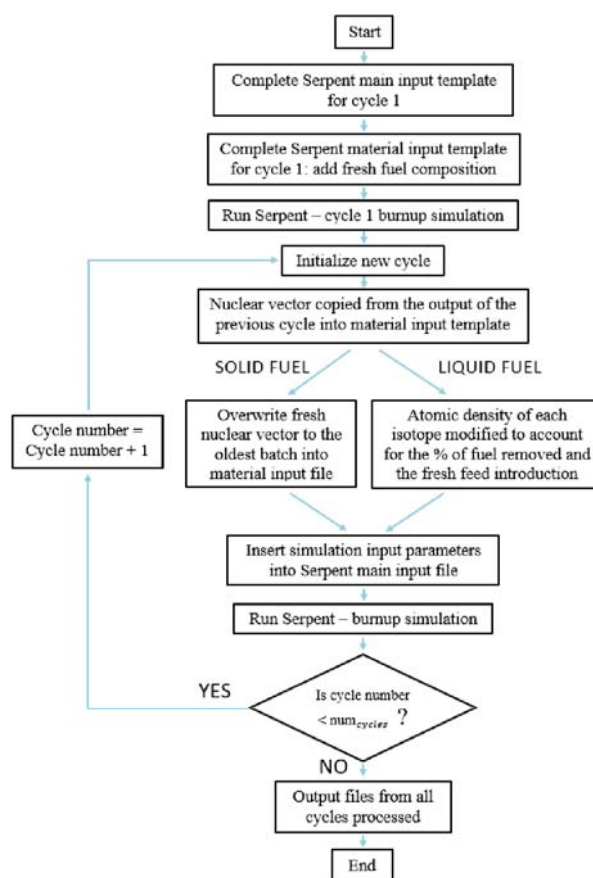 Start
Complete Serpent main input template
for cycle 1
Complete Serpent material input template
for cycle 1: add fresh fuel composition
Run Serpent – cycle 1 burnup simulation
Initialize new cycle
Nuclear vector copied from the output of the
previous cycle into material input template
SOLID FUEL
LIQUID FUEL
Overwrite fresh
nuclear vector to the
oldest batch into
material input file
Atomic density of each
isotope modified to account
for the % of fuel removed and
the fresh feed introduction
Cycle number =
Cycle number + 1
Insert simulation input parameters
into Serpent main input file
Run Serpent – burnup simulation
YES
Is cycle number
< num_cycles ?
NO
Output files from all
cycles processed
End